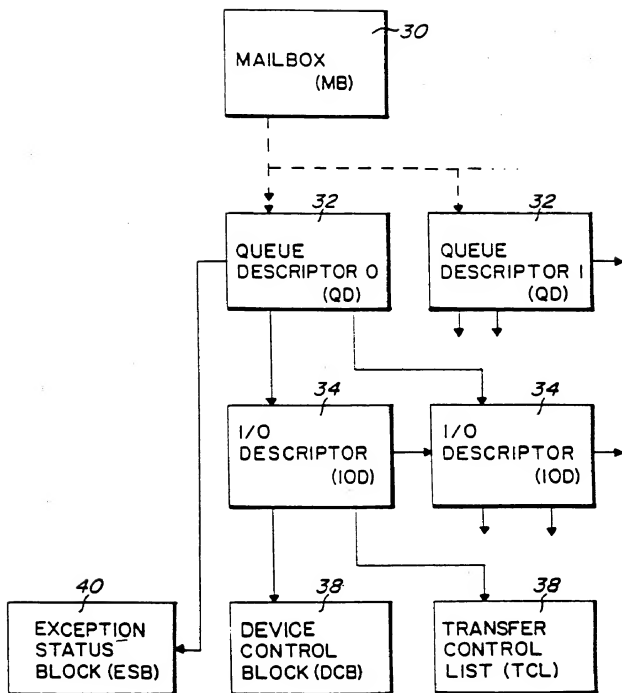 30
MAILBOX
(MB)
32
QUEUE
DESCRIPTOR 0
(QD)
32
QUEUE
DESCRIPTOR 1
(QD)
34
I/O
DESCRIPTOR
(IOD)
34
I/O
DESCRIPTOR
(IOD)
40
EXCEPTION
STATUS
BLOCK (ESB)
38
DEVICE
CONTROL
BLOCK (DCB)
38
TRANSFER
CONTROL
LIST (TCL)